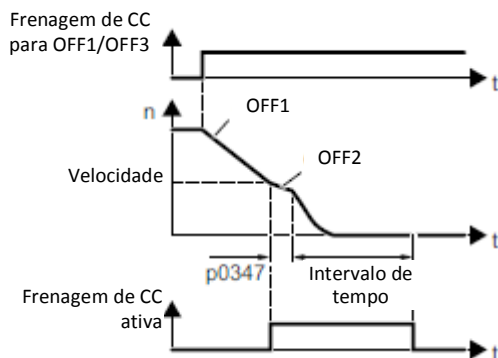 Frenagem de CC
para OFF1/OFF3
t
n
OFF1
OFF2
Velocidade
t
p0347
Intervalo de
tempo
Frenagem de CC
ativa
t